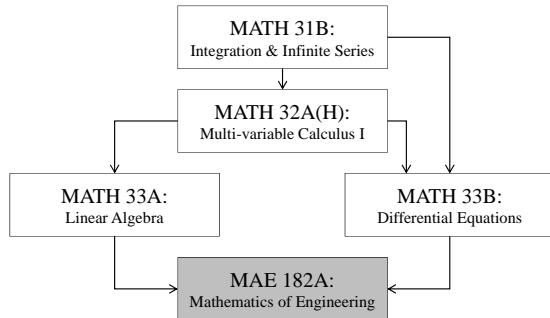 MATH 31B:
Integration & Infinite Series
MATH 32A(H):
Multi-variable Calculus I
MATH 33A:
Linear Algebra
MATH 33B:
Differential Equations
MAE 182A:
Mathematics of Engineering